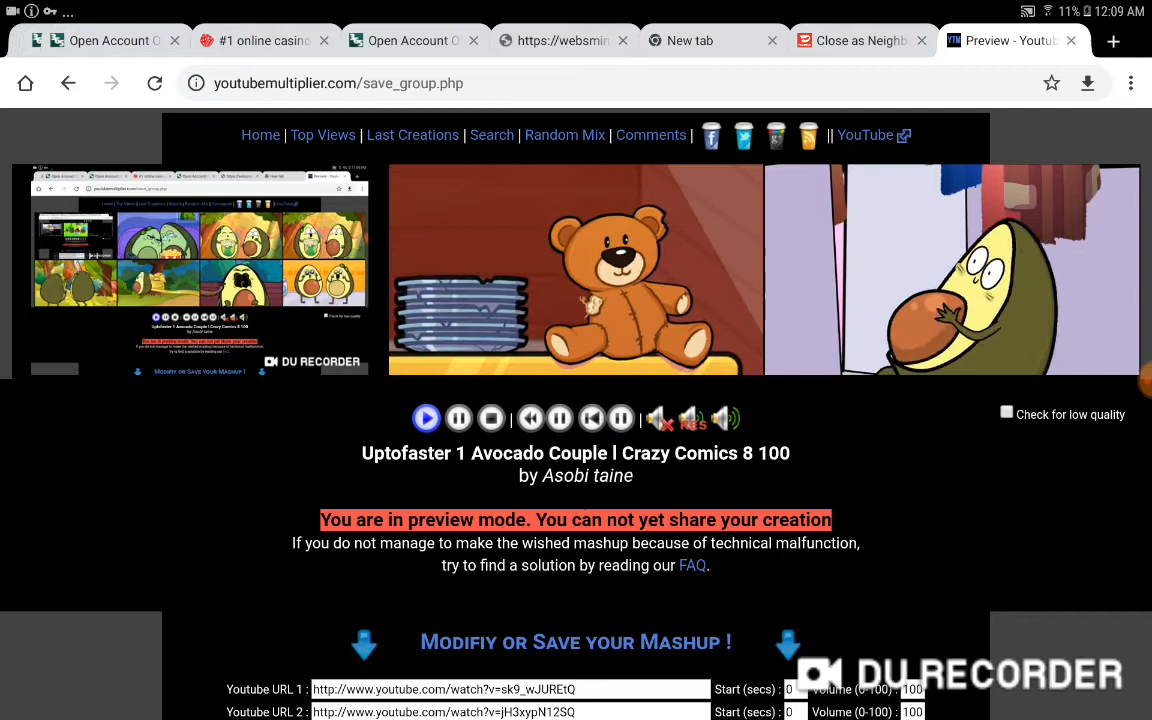 11% 12:09 AM
Open Account O
#1 online casino
Open Account O
https://websmin
New tab
Close as Neighb
Preview - Youtub
youtubemultiplier.com/save_group.php
Home | Top Views | Last Creations | Search | Random Mix | Comments | || YouTube
DU RECORDER
RES
Check for low quality
Uptofaster 1 Avocado Couple l Crazy Comics 8 100
by Asobi taine
You are in preview mode. You can not yet share your creation
If you do not manage to make the wished mashup because of technical malfunction,
try to find a solution by reading our FAQ.
Modifiy or Save your Mashup !
DU RECORDER
Youtube URL 1 : http://www.youtube.com/watch?v=sk9_wJUREtQ Start (secs) : 0 Volume (0-100) : 100
Youtube URL 2 : http://www.youtube.com/watch?v=jH3xypN12SQ Start (secs) : 0 Volume (0-100) : 100